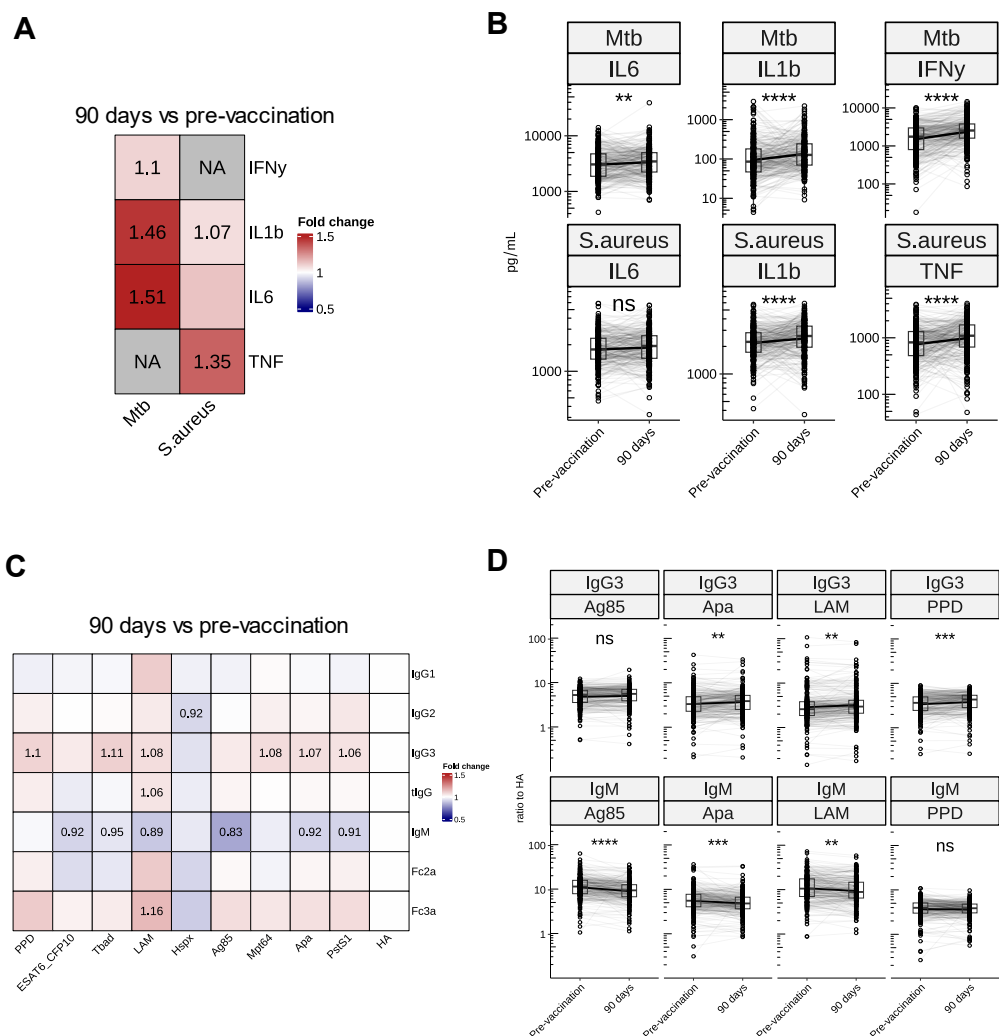 A
90 days vs pre-vaccination
1.1 NA IFNy
1.46 1.07 IL1b
1.51 IL6
NA 1.35 TNF
Mtb S.aureus
Fold change
1.5
1
0.5
B
Mtb Mtb Mtb
IL6 IL1b IFNy
** **** ****
10000
1000
1000
100
10
10000
1000
100
pg/mL
S.aureus S.aureus S.aureus
IL6 IL1b TNF
ns **** ****
1000
1000
1000
100
Pre-vaccination 90 days Pre-vaccination 90 days Pre-vaccination 90 days
C
90 days vs pre-vaccination
IgG1
0.92 IgG2
1.1 1.11 1.08 1.08 1.07 1.06 IgG3
1.06 tIgG
0.92 0.95 0.89 0.83 0.92 0.91 IgM
Fc2a
1.16 Fc3a
PPD ESAT6_CFP10 Tbad LAM Hspx Ag85 Mpt64 Apa PstS1 HA
Fold change
1.5
1
0.5
D
IgG3 IgG3 IgG3 IgG3
Ag85 Apa LAM PPD
ns ** ** ***
100
10
1
ratio to HA
IgM IgM IgM IgM
Ag85 Apa LAM PPD
**** *** ** ns
100
10
1
Pre-vaccination 90 days Pre-vaccination 90 days Pre-vaccination 90 days Pre-vaccination 90 days